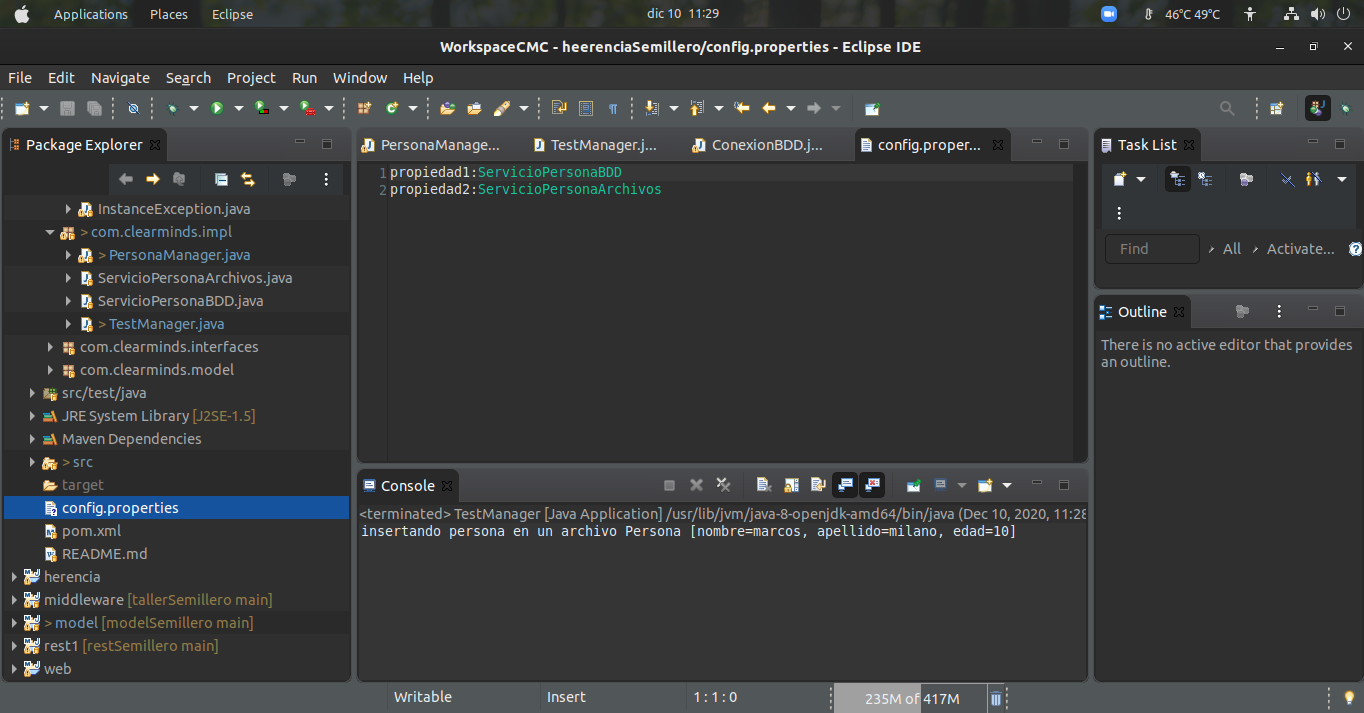 Applications Places Eclipse dic 10 11:29 46°C 49°C
WorkspaceCMC - heerenciaSemillero/config.properties - Eclipse IDE
File Edit Navigate Search Project Run Window Help
Package Explorer
InstanceException.java
> com.clearminds.impl
> PersonaManager.java
ServicioPersonaArchivos.java
ServicioPersonaBDD.java
> TestManager.java
com.clearminds.interfaces
com.clearminds.model
src/test/java
JRE System Library [J2SE-1.5]
Maven Dependencies
> src
target
config.properties
pom.xml
README.md
herencia
middleware [tallerSemillero main]
> model [modelSemillero main]
rest1 [restSemillero main]
web
PersonaManage... TestManager.j... ConexionBDD.j... config.proper...
1 propiedad1:ServicioPersonaBDD
2 propiedad2:ServicioPersonaArchivos
Console
<terminated> TestManager [Java Application] /usr/lib/jvm/java-8-openjdk-amd64/bin/java (Dec 10, 2020, 11:28
insertando persona en un archivo Persona [nombre=marcos, apellido=milano, edad=10]
Task List
Find All Activate...
Outline
There is no active editor that provides
an outline.
Writable Insert 1 : 1 : 0 235M of 417M